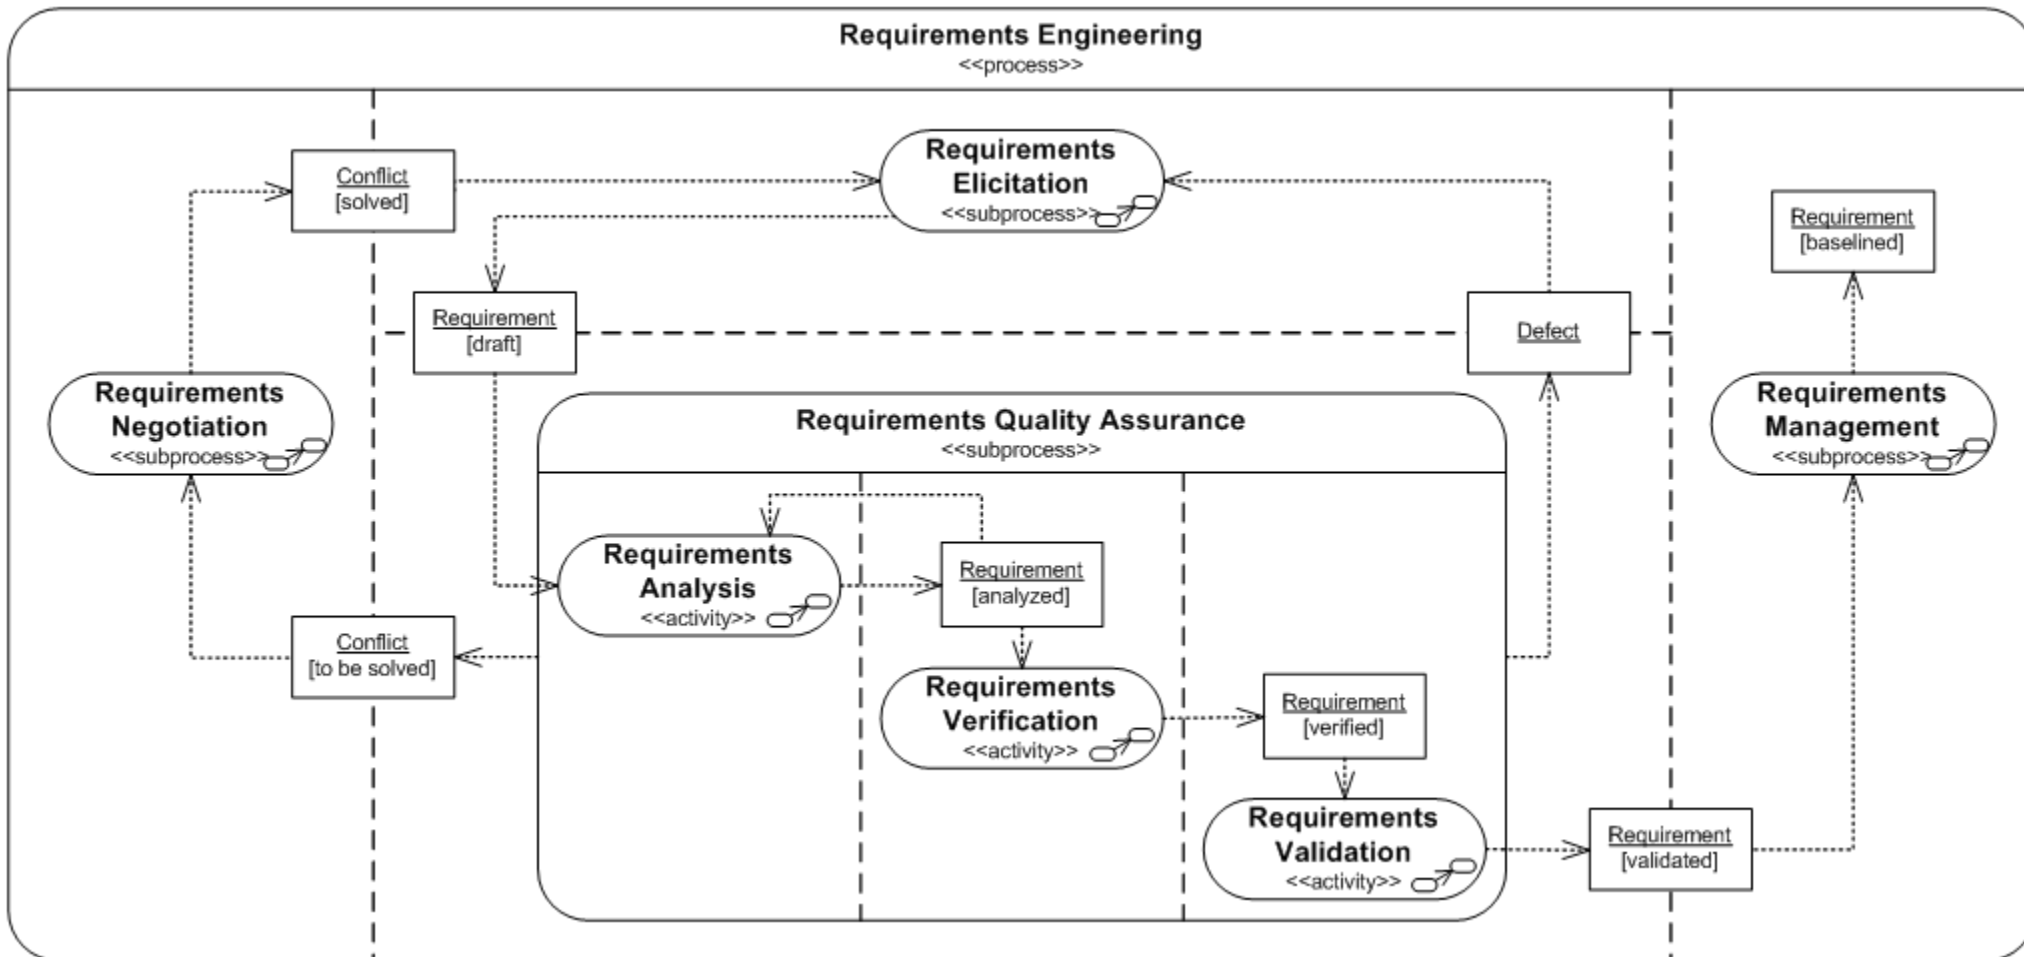 Requirements Engineering
<<process>>
Conflict
[solved]
Requirements
Elicitation
<<subprocess>>
Requirement
[baselined]
Requirement
[draft]
Defect
Requirements
Negotiation
<<subprocess>>
Requirements Quality Assurance
<<subprocess>>
Requirements
Management
<<subprocess>>
Requirements
Analysis
<<activity>>
Requirement
[analyzed]
Conflict
[to be solved]
Requirements
Verification
<<activity>>
Requirement
[verified]
Requirements
Validation
<<activity>>
Requirement
[validated]